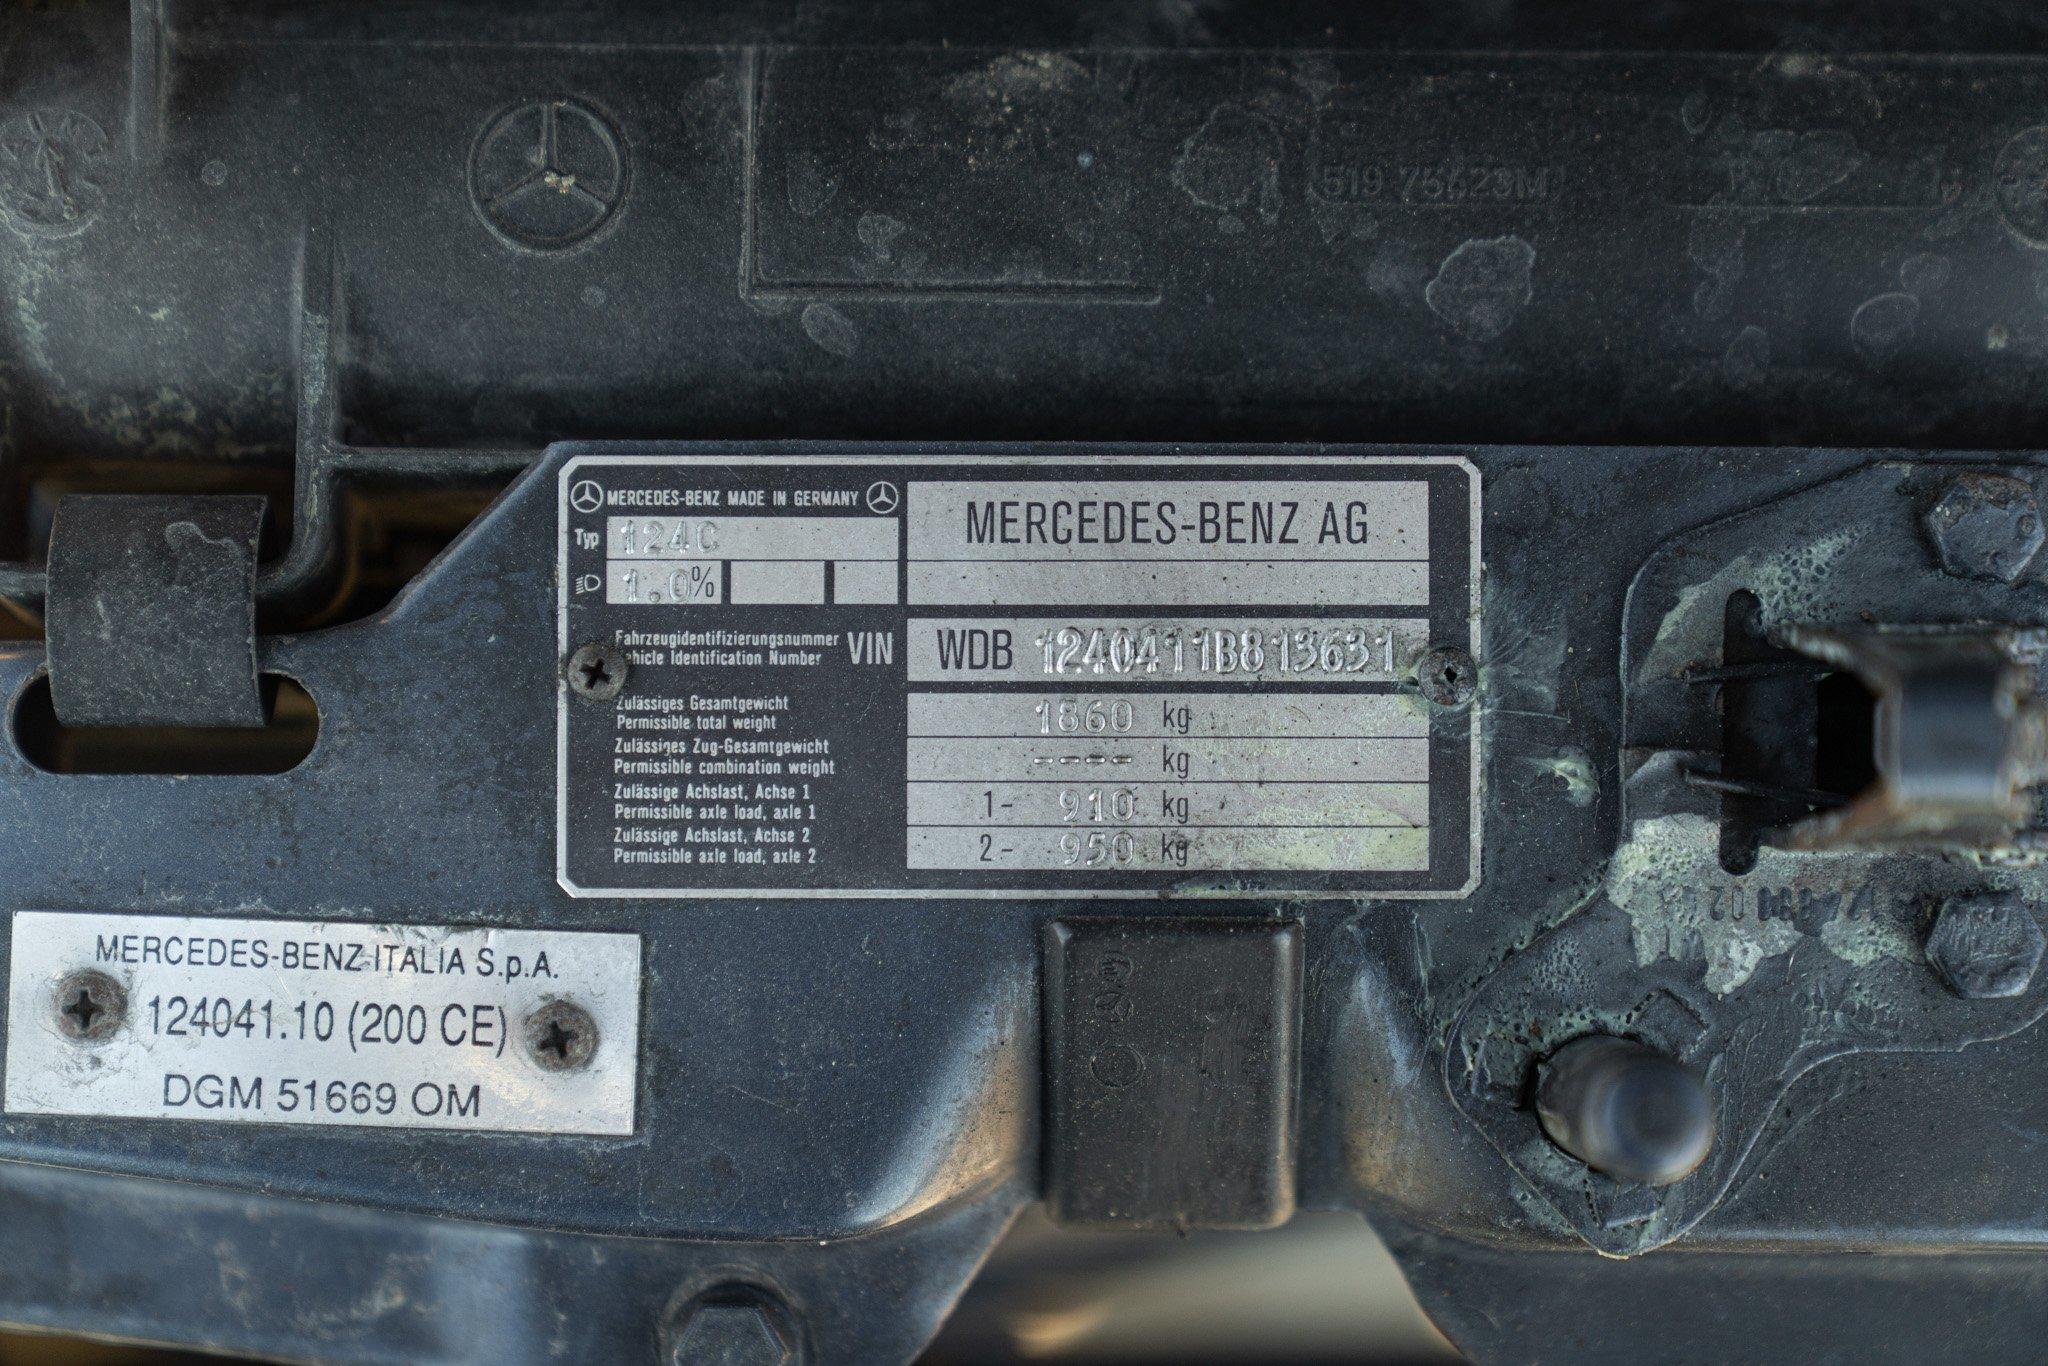 519 75623M
MERCEDES-BENZ MADE IN GERMANY
MERCEDES-BENZ AG
Typ 124C
1.0%
Fahrzeugidentifizierungsnummer
Vehicle Identification Number
VIN
WDB 1240411B813631
Zulässiges Gesamtgewicht
Permissible total weight
1860 kg
Zulässiges Zug-Gesamtgewicht
Permissible combination weight
---- kg
Zulässige Achslast, Achse 1
Permissible axle load, axle 1
1- 910 kg
Zulässige Achslast, Achse 2
Permissible axle load, axle 2
2- 950 kg
MERCEDES-BENZ ITALIA S.p.A.
124041.10 (200 CE)
DGM 51669 OM